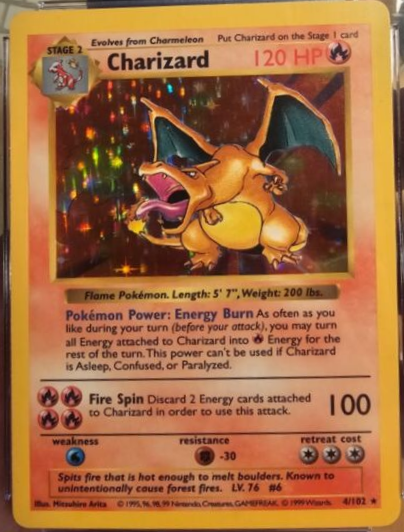 Evolves from Charmeleon Put Charizard on the Stage 1 card
STAGE 2
Charizard 120 HP
Flame Pokémon. Length: 5' 7", Weight: 200 lbs.
Pokémon Power: Energy Burn As often as you
like during your turn (before your attack), you may turn
all Energy attached to Charizard into Energy for the
rest of the turn. This power can't be used if Charizard
is Asleep, Confused, or Paralyzed.
Fire Spin Discard 2 Energy cards attached
to Charizard in order to use this attack. 100
weakness resistance retreat cost
-30
Spits fire that is hot enough to melt boulders. Known to
unintentionally cause forest fires. LV. 76 #6
Illus. Mitsuhiro Arita © 1995, 96, 98, 99 Nintendo, Creatures, GAMEFREAK. © 1999 Wizards. 4/102 ★